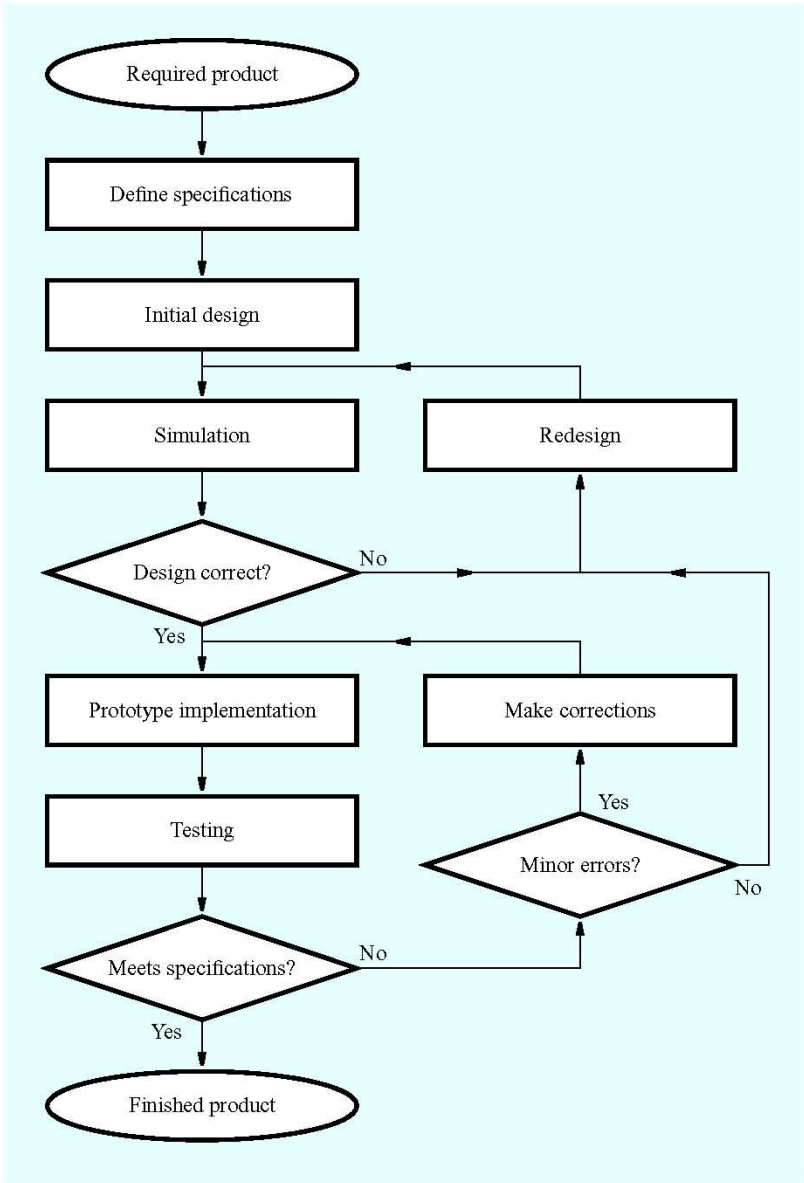 Required product
Define specifications
Initial design
Simulation
Redesign
Design correct?
No
Yes
Prototype implementation
Make corrections
Yes
Testing
Minor errors?
No
Meets specifications?
No
Yes
Finished product